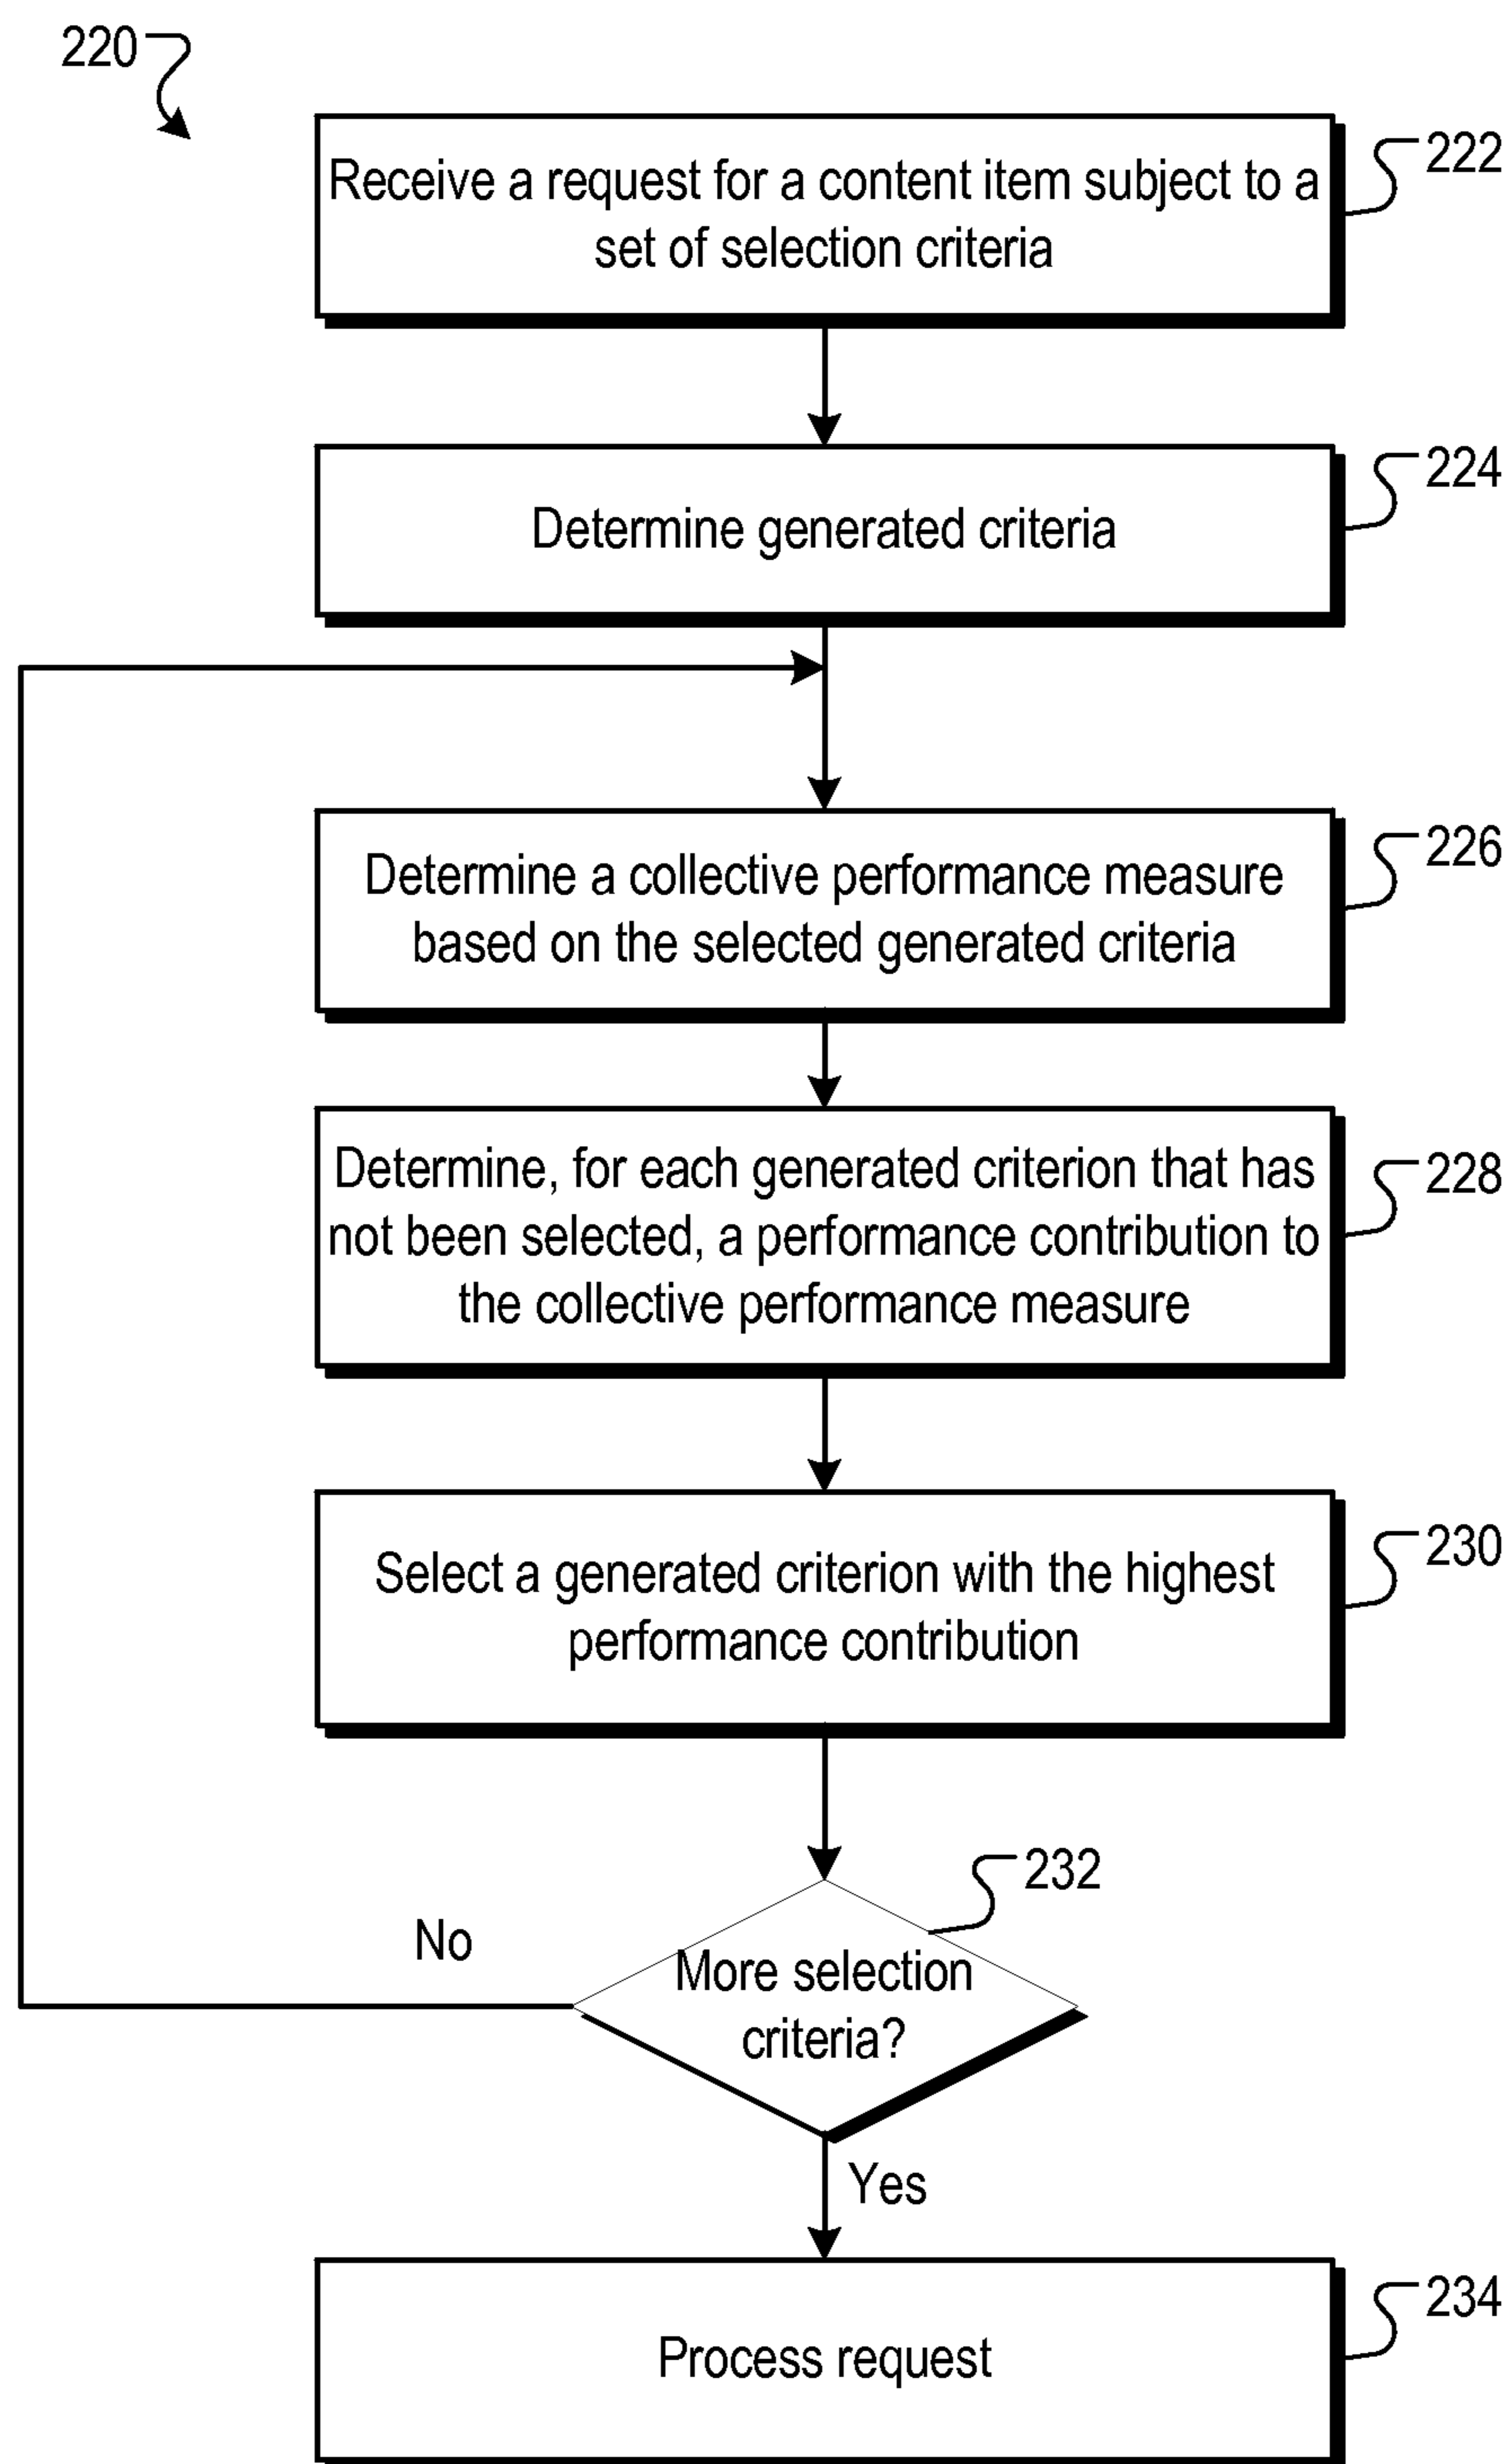 220
Receive a request for a content item subject to a
set of selection criteria
222
Determine generated criteria
224
Determine a collective performance measure
based on the selected generated criteria
226
Determine, for each generated criterion that has
not been selected, a performance contribution to
the collective performance measure
228
Select a generated criterion with the highest
performance contribution
230
232
No
More selection
criteria?
Yes
Process request
234